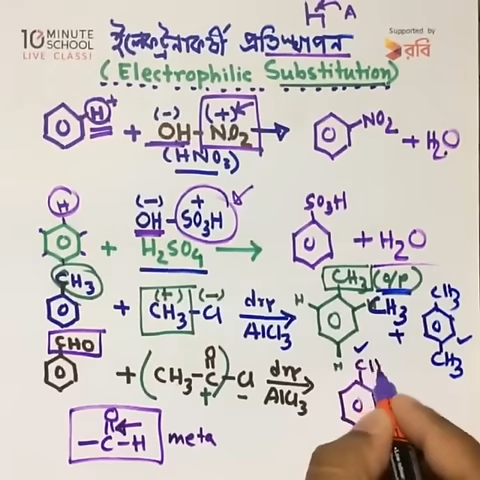 H A
10 MINUTE SCHOOL
LIVE CLASS!
ইলেকট্রনাকর্ষী প্রতিস্থাপন
Supported by
রবি
(Electrophilic Substitution)
H+ + (-) OH - (+) NO2 → NO2 + H2O
(HNO3)
H (-) OH - + SO3H SO3H
+ H2SO4 → + H2O
CH3 + (+) CH3 - (-) Cl dry AlCl3 → CH3 (o/p) H CH3 H + CH3 CH3
CHO + (CH3 - C + ) - Cl - dry AlCl3 →
- C - H meta